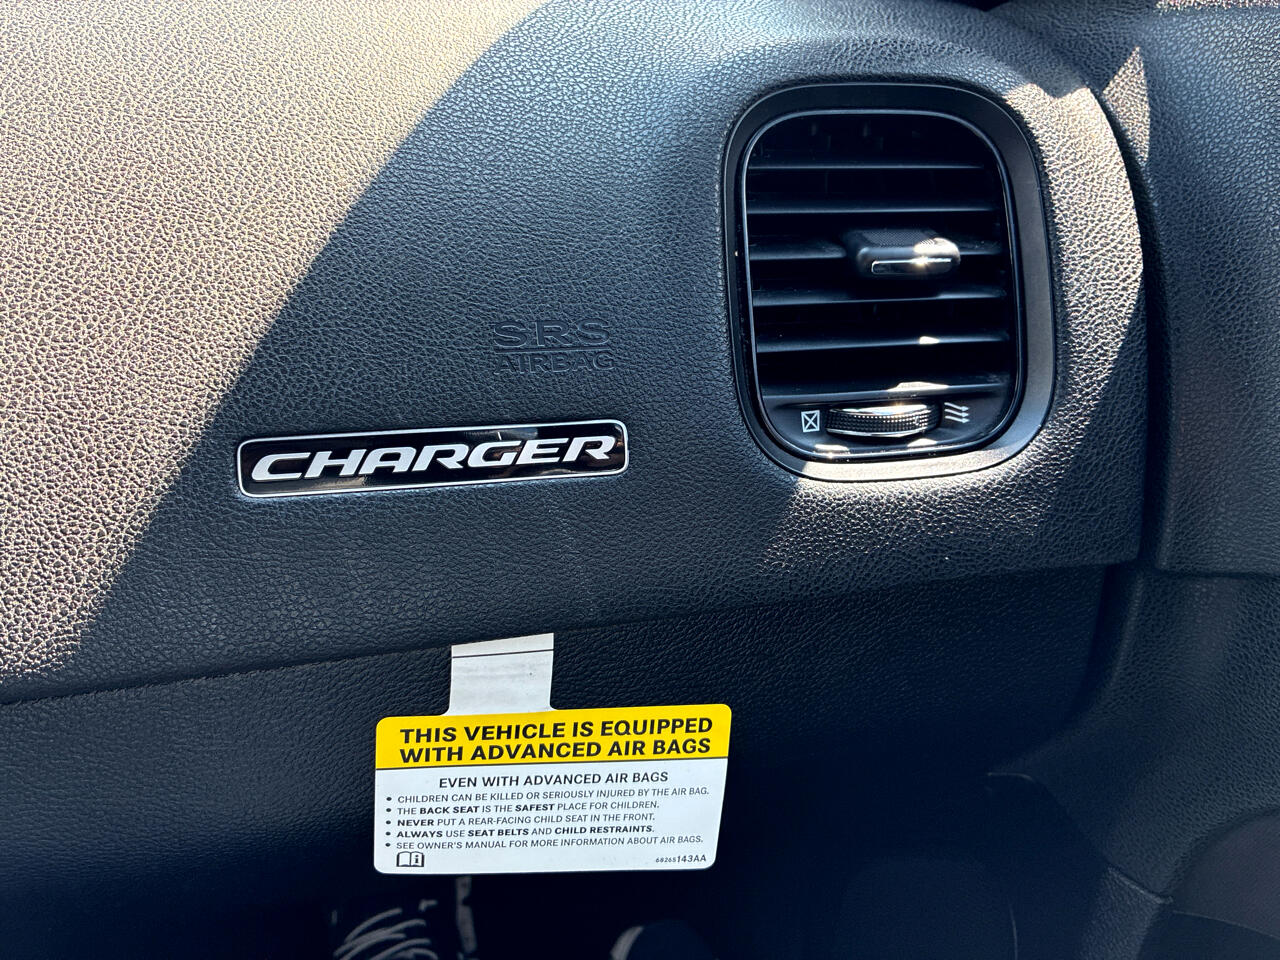 SRS
AIRBAG
CHARGER
THIS VEHICLE IS EQUIPPED
WITH ADVANCED AIR BAGS
EVEN WITH ADVANCED AIR BAGS
• CHILDREN CAN BE KILLED OR SERIOUSLY INJURED BY THE AIR BAG.
• THE BACK SEAT IS THE SAFEST PLACE FOR CHILDREN.
• NEVER PUT A REAR-FACING CHILD SEAT IN THE FRONT.
• ALWAYS USE SEAT BELTS AND CHILD RESTRAINTS.
• SEE OWNER'S MANUAL FOR MORE INFORMATION ABOUT AIR BAGS.
68265143AA